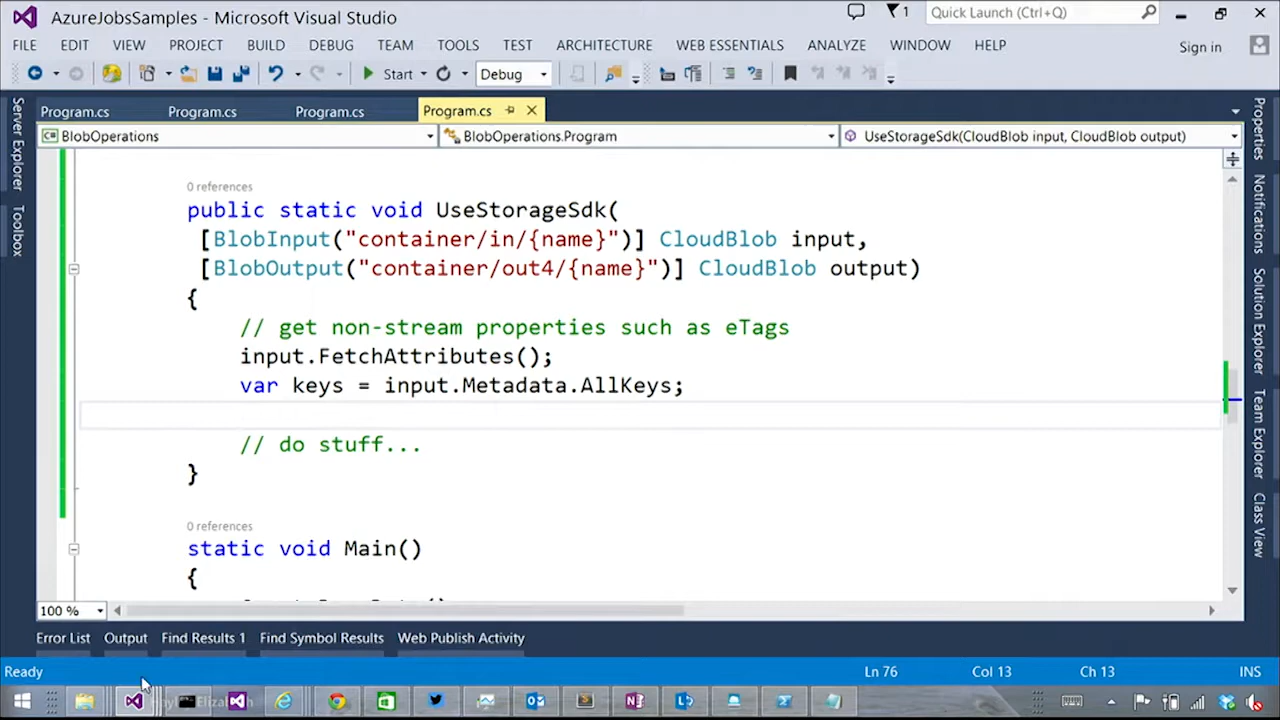 AzureJobsSamples - Microsoft Visual Studio
1
Quick Launch (Ctrl+Q)
FILE EDIT VIEW PROJECT BUILD DEBUG TEAM TOOLS TEST ARCHITECTURE WEB ESSENTIALS ANALYZE WINDOW HELP
Sign in
Start
Debug
Server Explorer
Toolbox
Program.cs Program.cs Program.cs Program.cs
BlobOperations
BlobOperations.Program
UseStorageSdk(CloudBlob input, CloudBlob output)
0 references
public static void UseStorageSdk(
[BlobInput("container/in/{name}")] CloudBlob input,
[BlobOutput("container/out4/{name}")] CloudBlob output)
{
// get non-stream properties such as eTags
input.FetchAttributes();
var keys = input.Metadata.AllKeys;
// do stuff...
}
0 references
static void Main()
{
Properties
Notifications
Solution Explorer
Team Explorer
Class View
100 %
Error List Output Find Results 1 Find Symbol Results Web Publish Activity
Ready
Ln 76 Col 13 Ch 13 INS